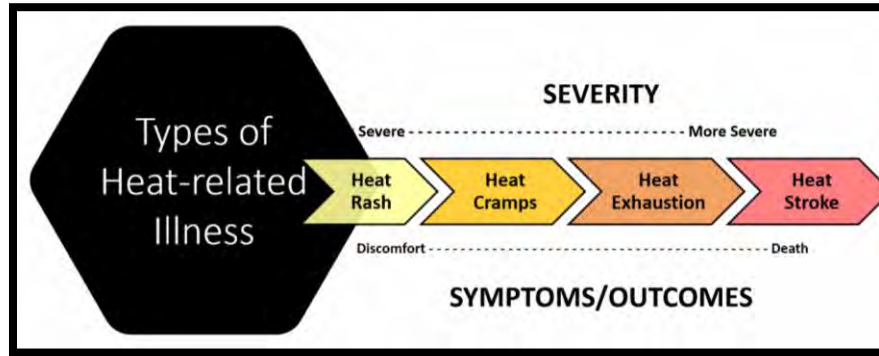 Types of
Heat-related
Illness
SEVERITY
Severe - - - - - - - - - - - - - - - - - - - - - - - - - - - - - - - - - - - - - - - More Severe
Heat
Rash
Heat
Cramps
Heat
Exhaustion
Heat
Stroke
Discomfort - - - - - - - - - - - - - - - - - - - - - - - - - - - - - - - - - - - - - - - - - - - - - - Death
SYMPTOMS/OUTCOMES